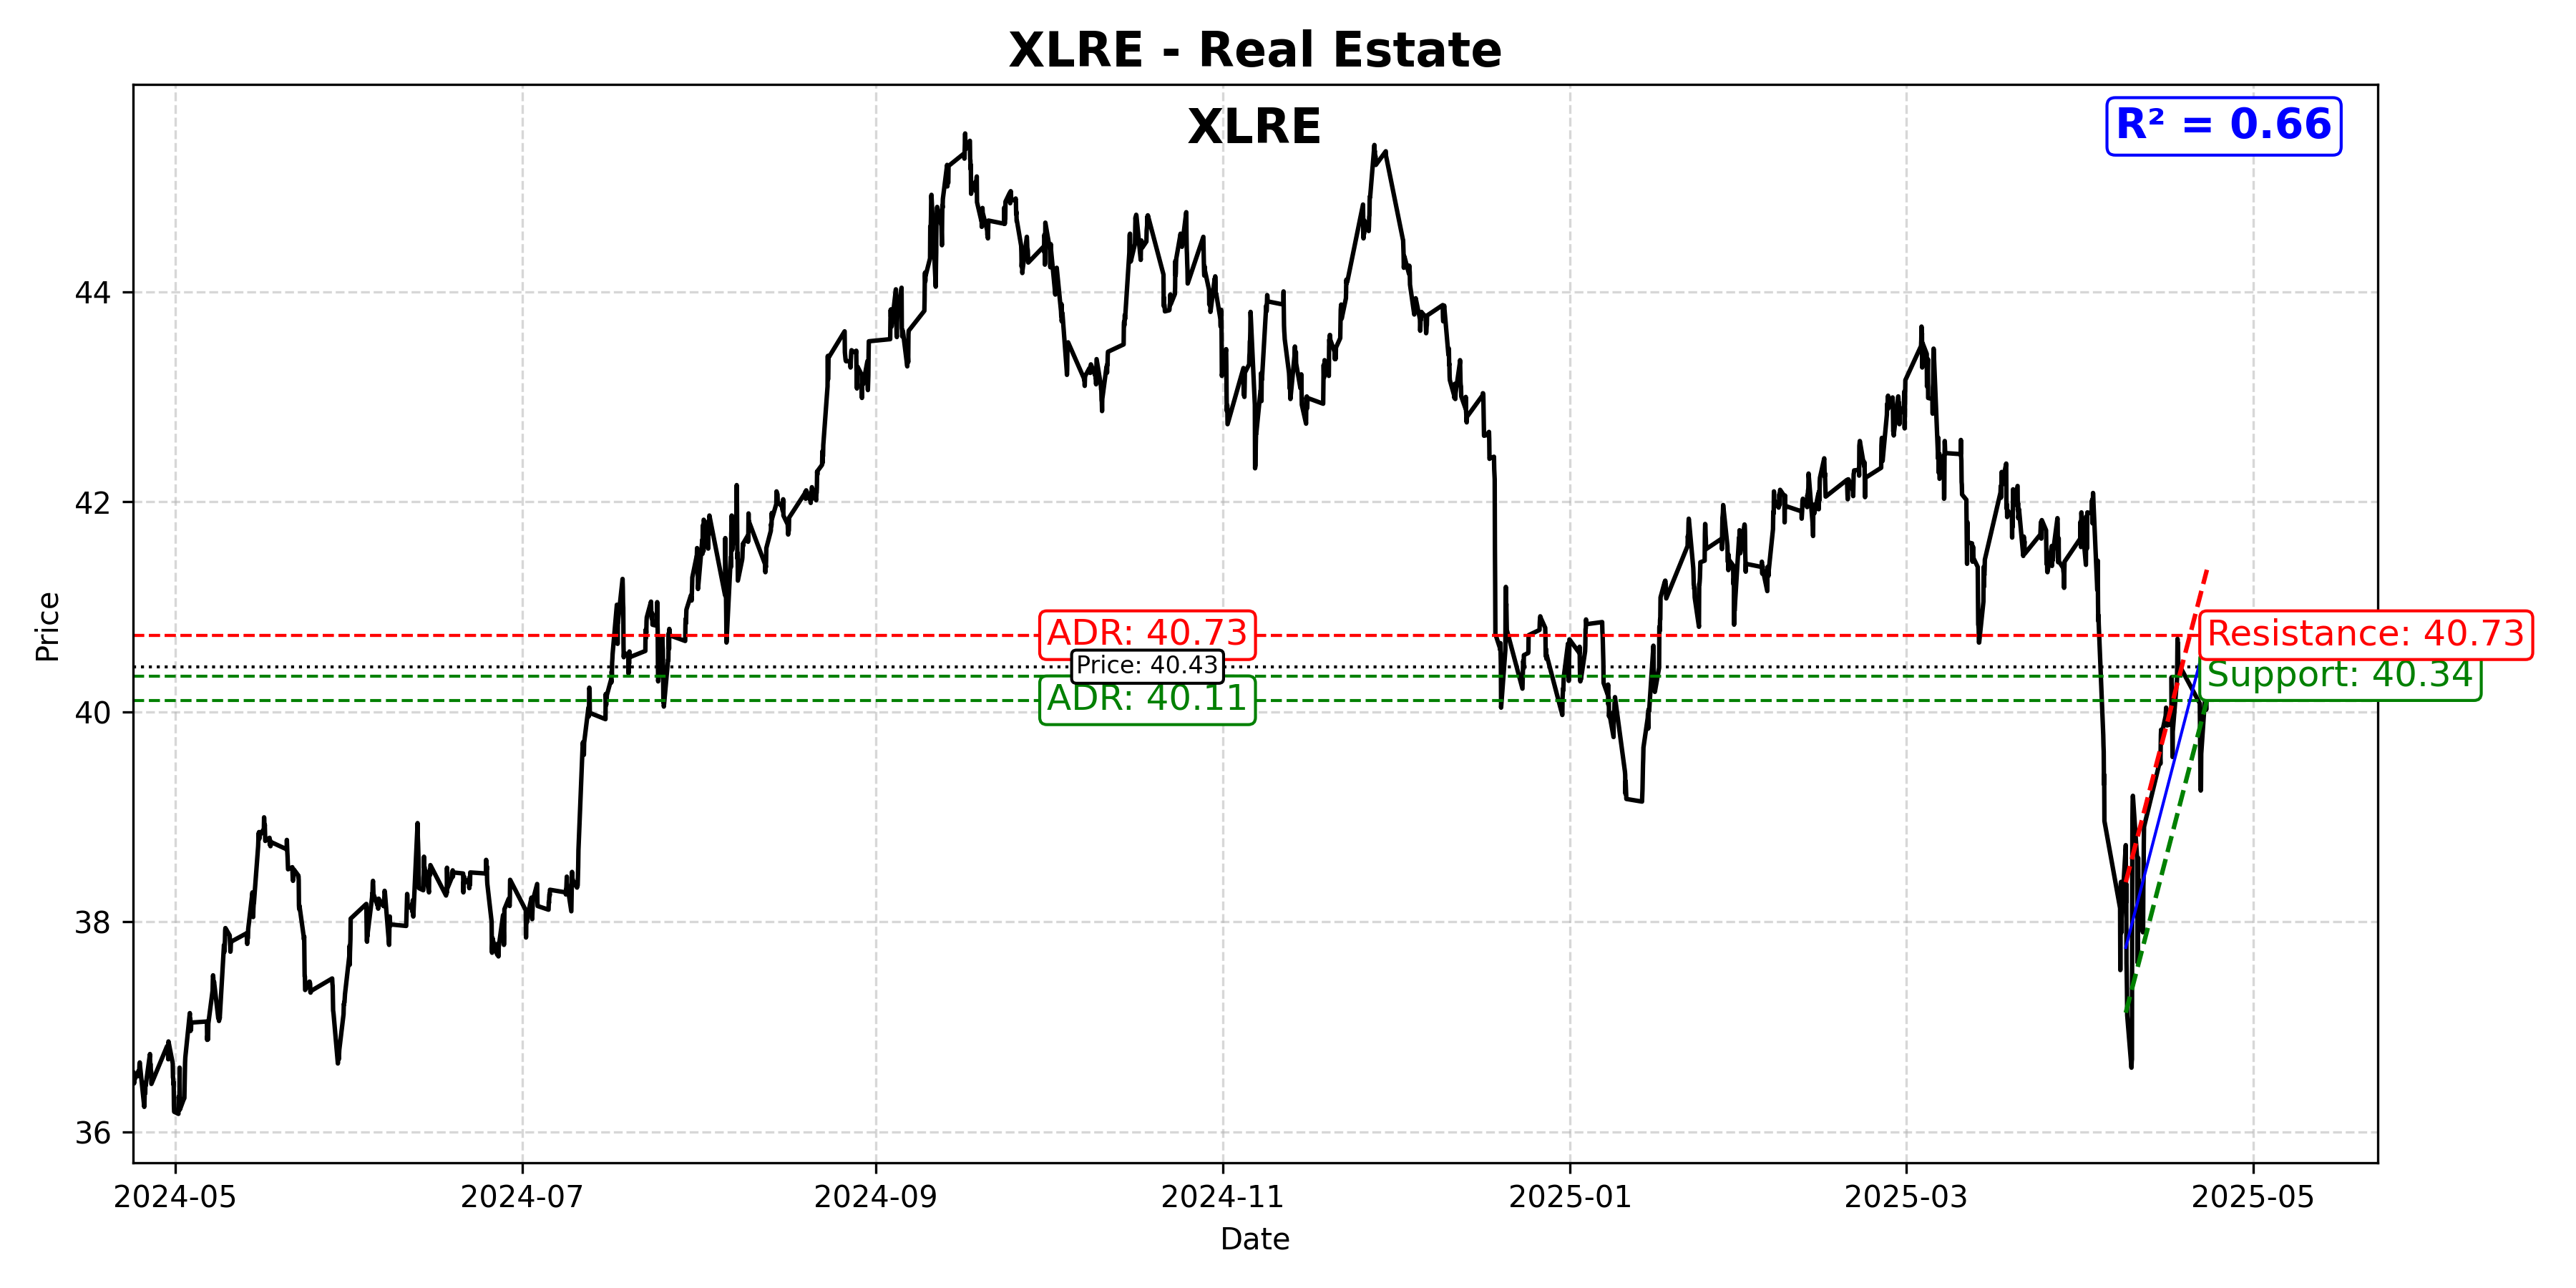 XLRE - Real Estate
XLRE
R² = 0.66
44
42
40
38
36
Price
ADR: 40.73
Price: 40.43
ADR: 40.11
Resistance: 40.73
Support: 40.34
2024-05
2024-07
2024-09
2024-11
2025-01
2025-03
2025-05
Date